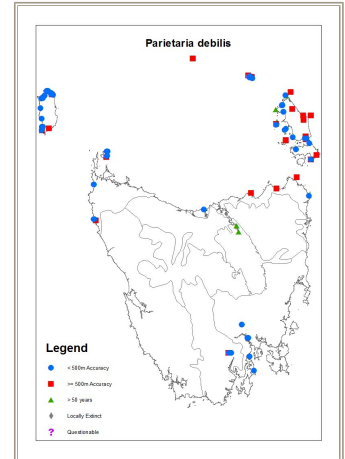 Parietaria debilis
Legend
< 500m Accuracy
>= 500m Accuracy
> 50 years
Locally Extinct
? Questionable